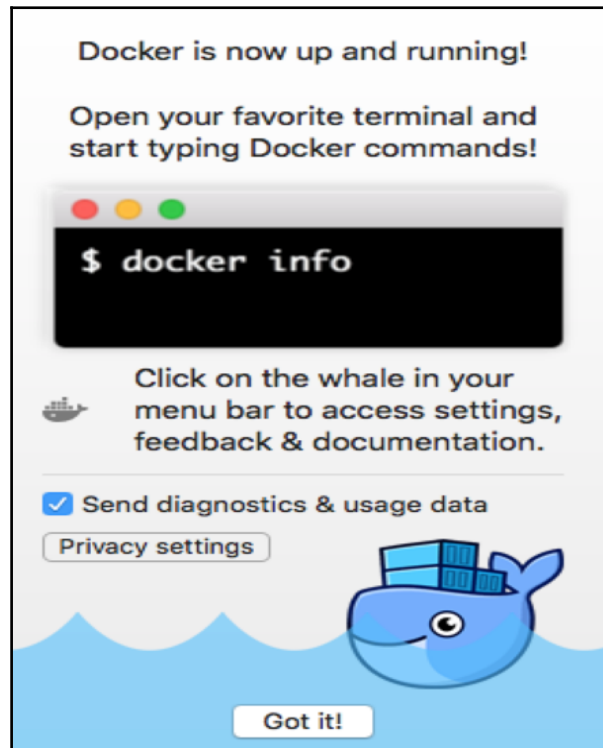 Docker is now up and running!
Open your favorite terminal and
start typing Docker commands!
$ docker info
Click on the whale in your
menu bar to access settings,
feedback & documentation.
Send diagnostics & usage data
Privacy settings
Got it!